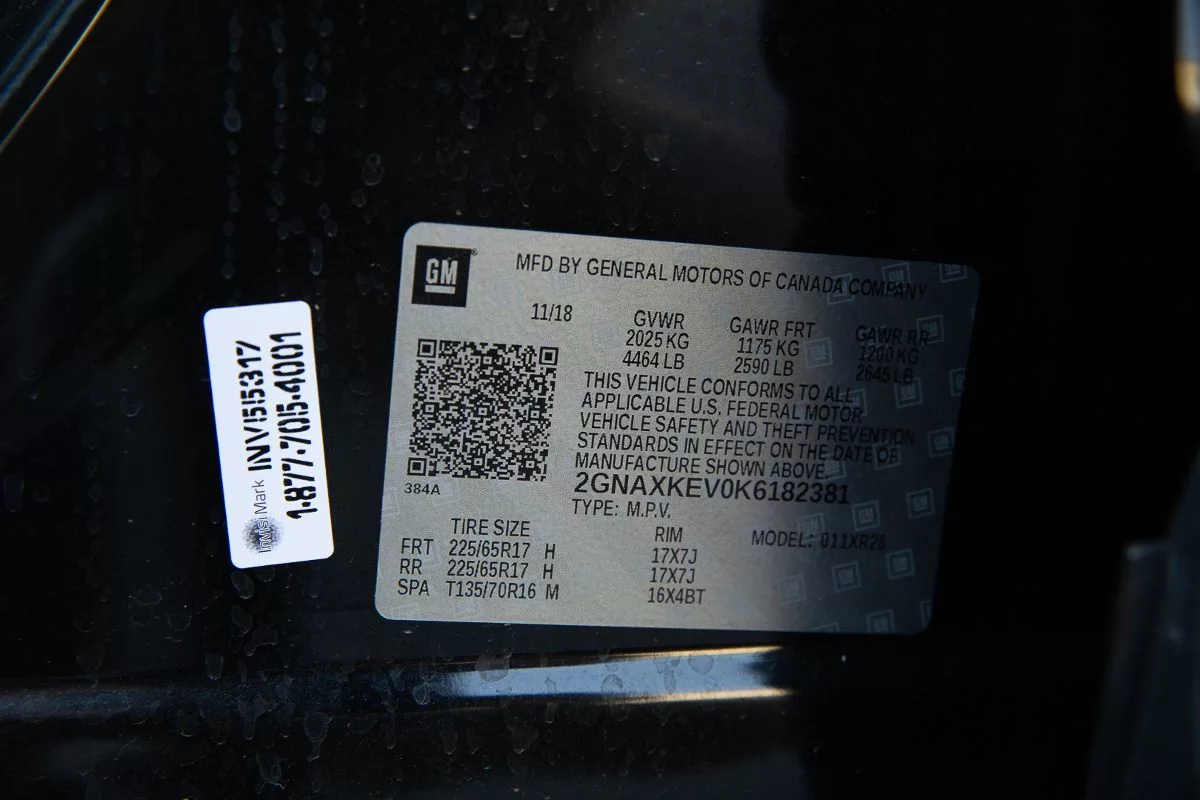 InvisiMark INV555317
1-877-705-4001
GM
MFD BY GENERAL MOTORS OF CANADA COMPANY
11/18
GVWR
2025 KG
4464 LB
GAWR FRT
1175 KG
2590 LB
GAWR RR
1200 KG
2645 LB
THIS VEHICLE CONFORMS TO ALL
APPLICABLE U.S. FEDERAL MOTOR
VEHICLE SAFETY AND THEFT PREVENTION
STANDARDS IN EFFECT ON THE DATE OF
MANUFACTURE SHOWN ABOVE.
384A
2GNAXKEV0K6182381
TYPE: M.P.V.
TIRE SIZE
RIM
MODEL: 011XR26
FRT 225/65R17 H 17X7J
RR 225/65R17 H 17X7J
SPA T135/70R16 M 16X4BT